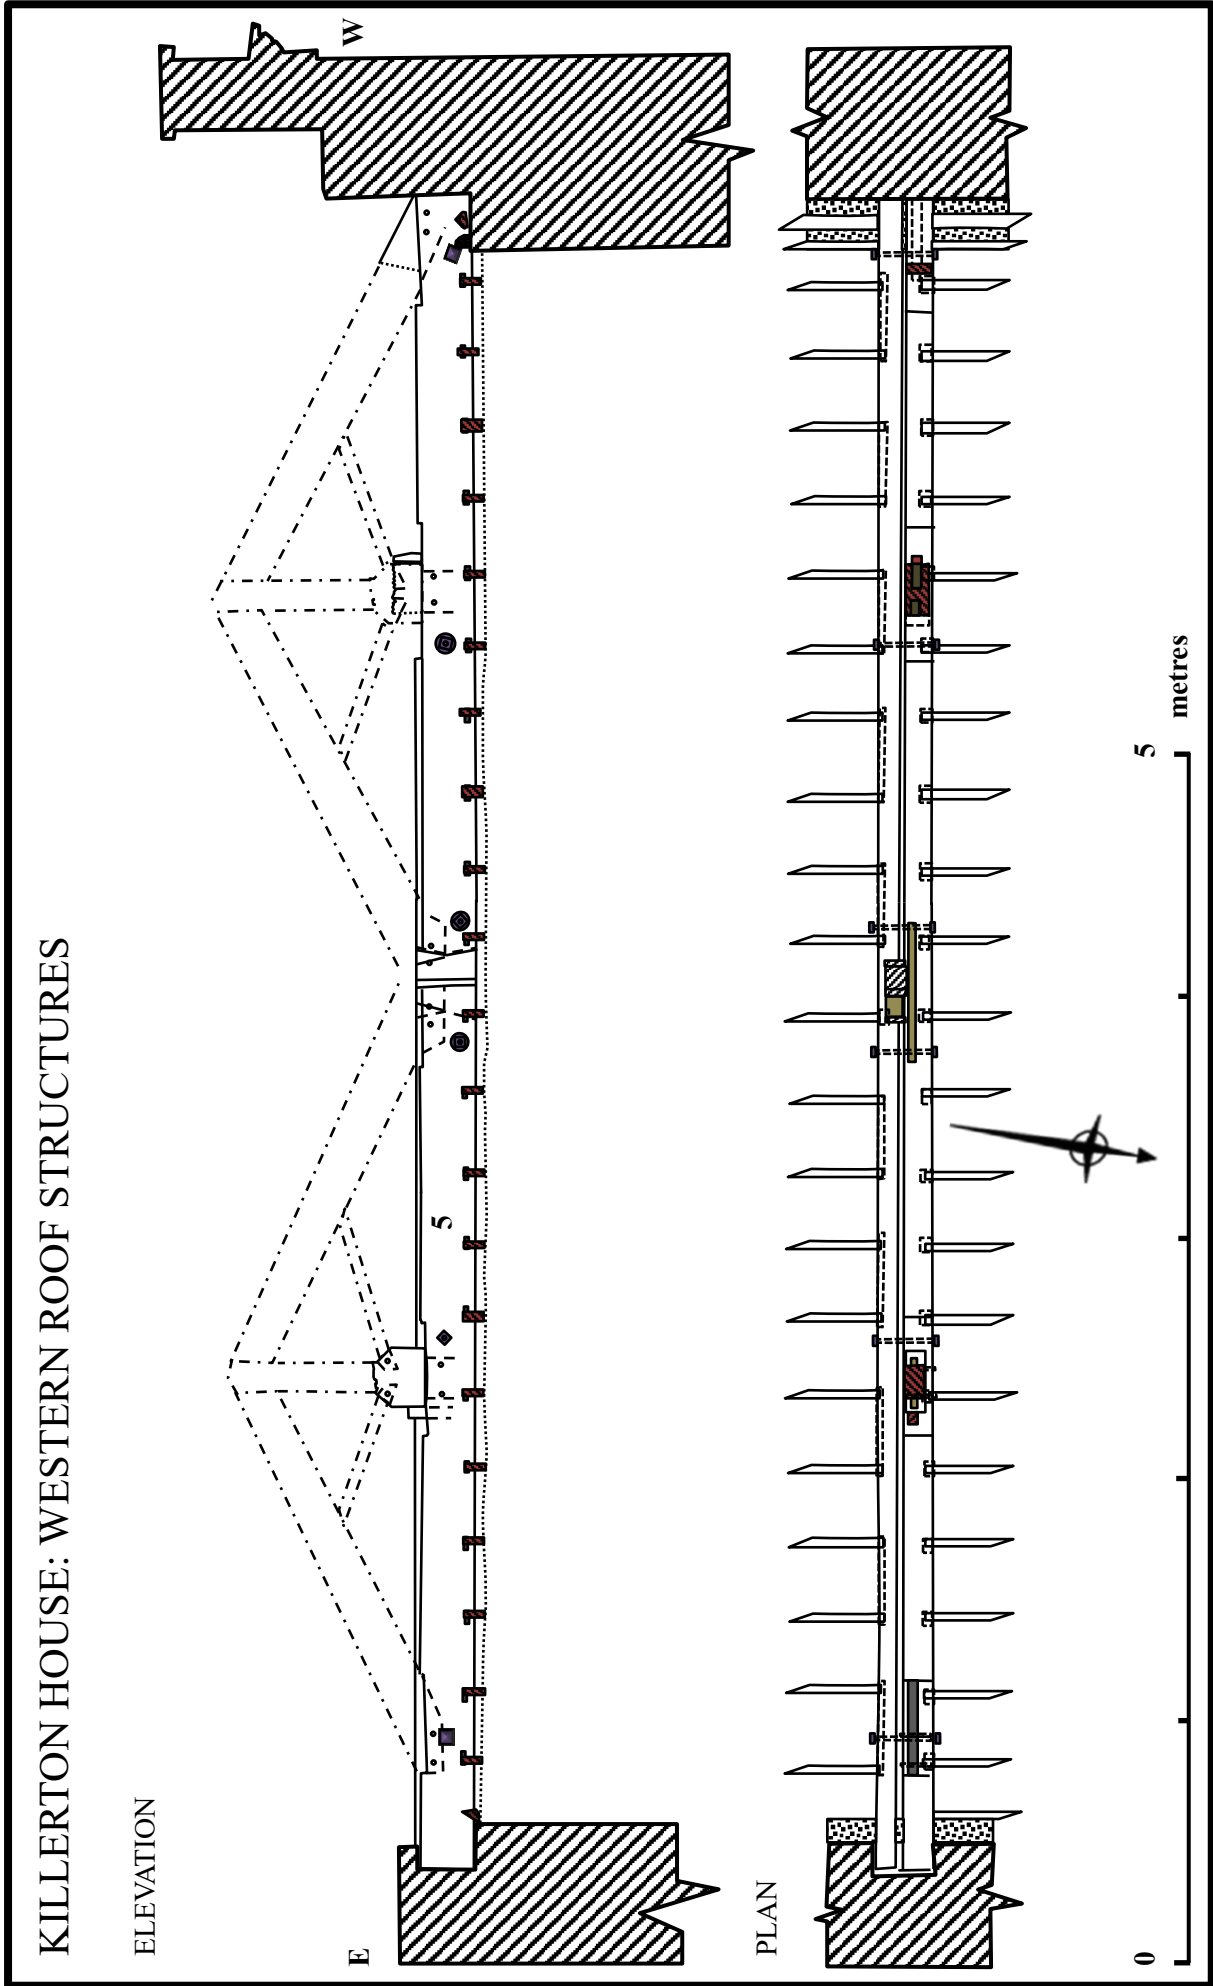 KILLERTON HOUSE: WESTERN ROOF STRUCTURES
ELEVATION
E
W
5
PLAN
0
5
metres